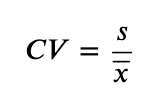 CV = s / x̅